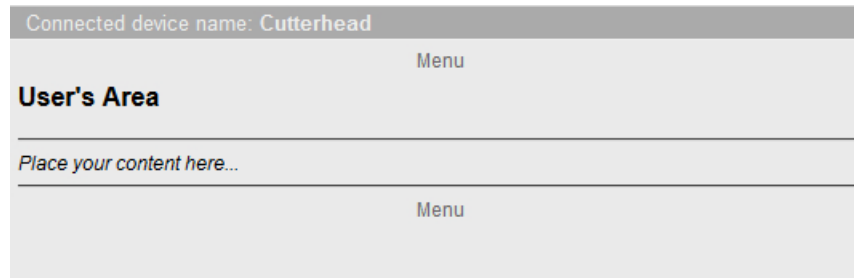 Connected device name: Cutterhead
Menu
User's Area
Place your content here...
Menu